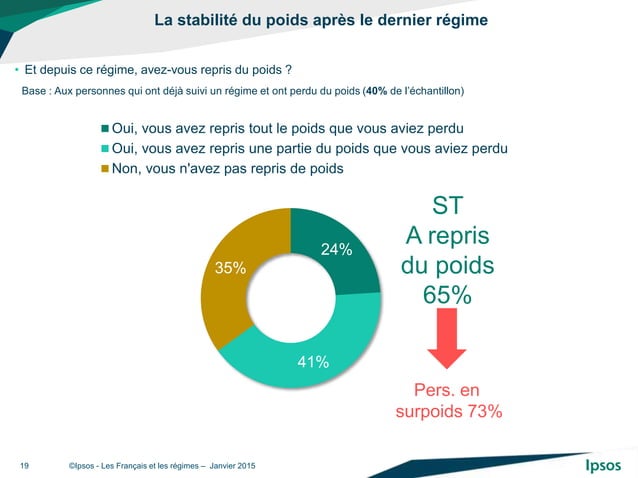 La stabilité du poids après le dernier régime
• Et depuis ce régime, avez-vous repris du poids ?
Base : Aux personnes qui ont déjà suivi un régime et ont perdu du poids (40% de l'échantillon)
Oui, vous avez repris tout le poids que vous aviez perdu
Oui, vous avez repris une partie du poids que vous aviez perdu
Non, vous n'avez pas repris de poids
24%
35%
41%
ST
A repris
du poids
65%
Pers. en
surpoids 73%
19 ©Ipsos - Les Français et les régimes – Janvier 2015
Ipsos